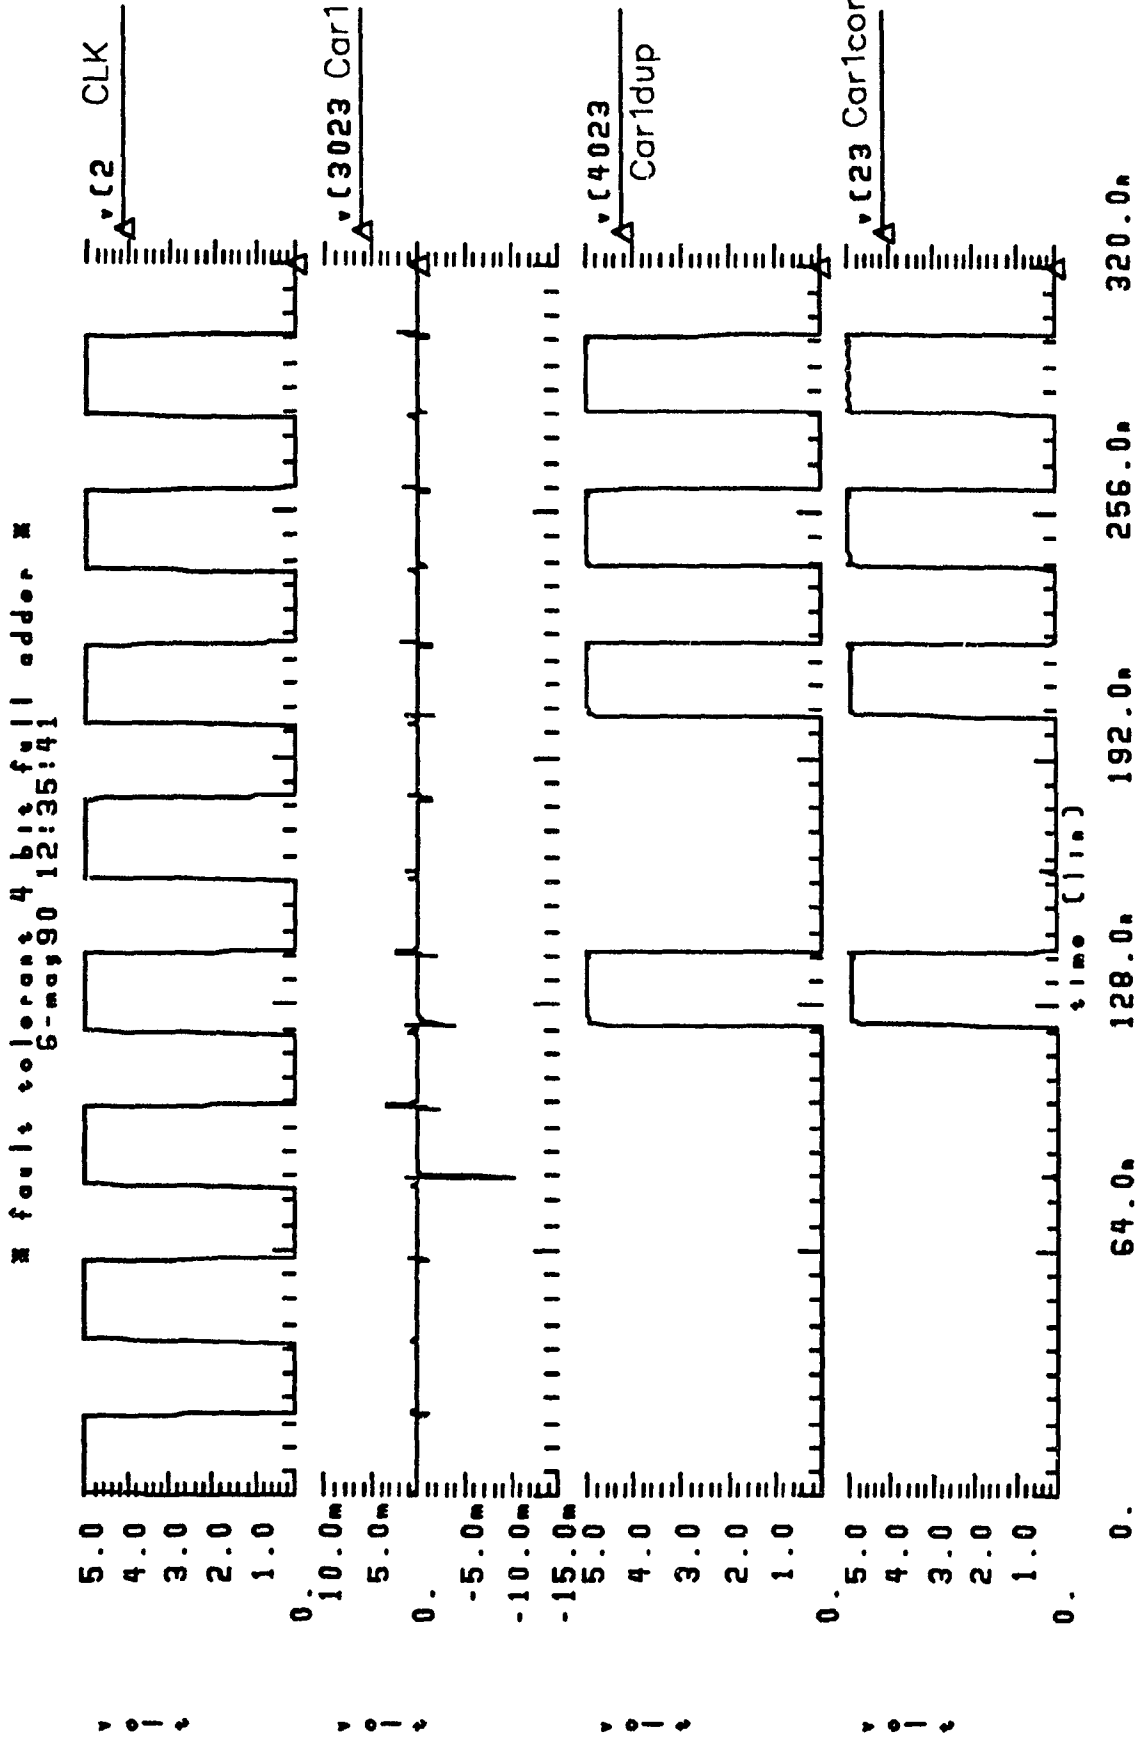 * fault tolerant 4 bit full adder *
6-may90 12:35:41
v(2 CLK
5.0
4.0
3.0
2.0
1.0
0.
volt
v(3023 Car1
10.0m
5.0m
0.
-5.0m
-10.0m
-15.0m
volt
v(4023
Car1dup
5.0
4.0
3.0
2.0
1.0
0.
volt
v(23 Car1cor
5.0
4.0
3.0
2.0
1.0
0.
volt
0. 64.0n 128.0n 192.0n 256.0n 320.0n
time (lin)